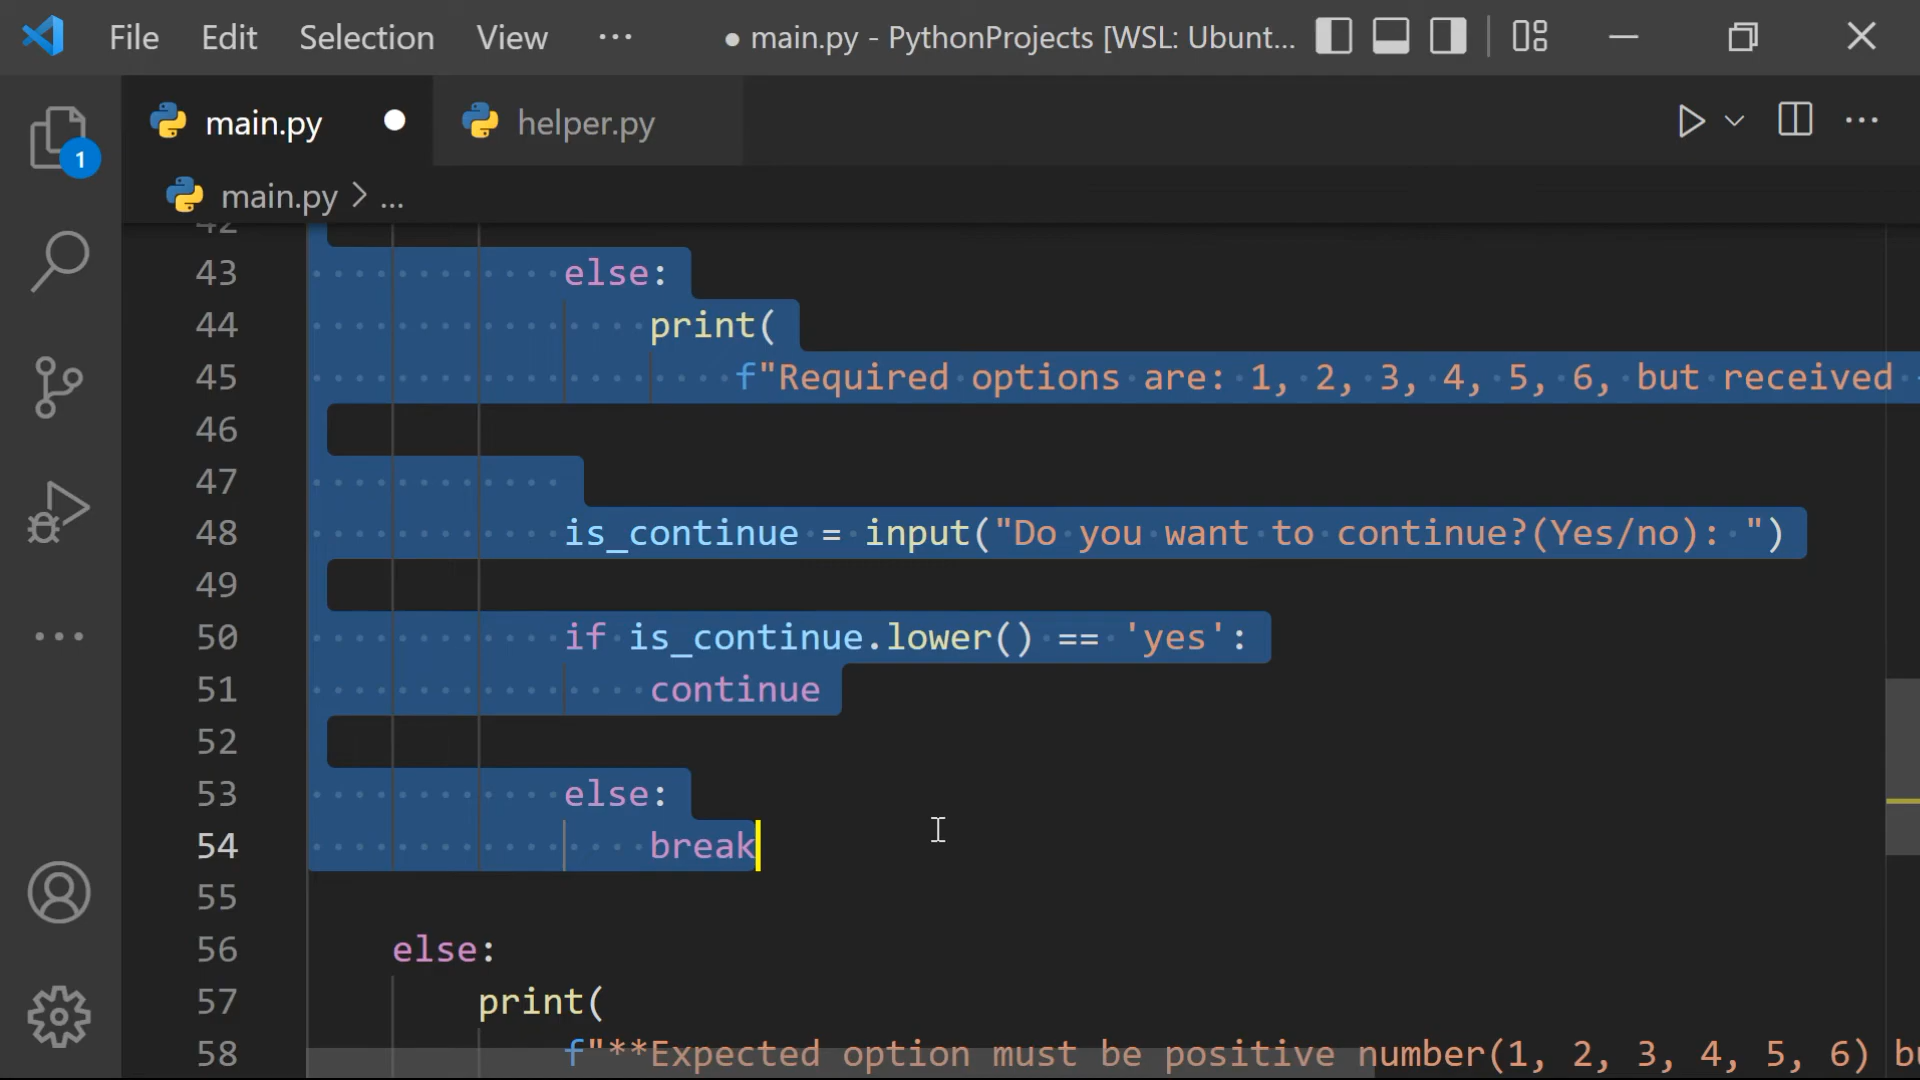 File Edit Selection View ··· ● main.py - PythonProjects [WSL: Ubunt...
main.py ● helper.py
main.py > ...
1
42
43 else:
44 print(
45 f"Required options are: 1, 2, 3, 4, 5, 6, but received
46
47
48 is_continue = input("Do you want to continue?(Yes/no): ")
49
50 if is_continue.lower() == 'yes':
51 continue
52
53 else:
54 break
55
56 else:
57 print(
58 f"**Expected option must be positive number(1, 2, 3, 4, 5, 6) bu